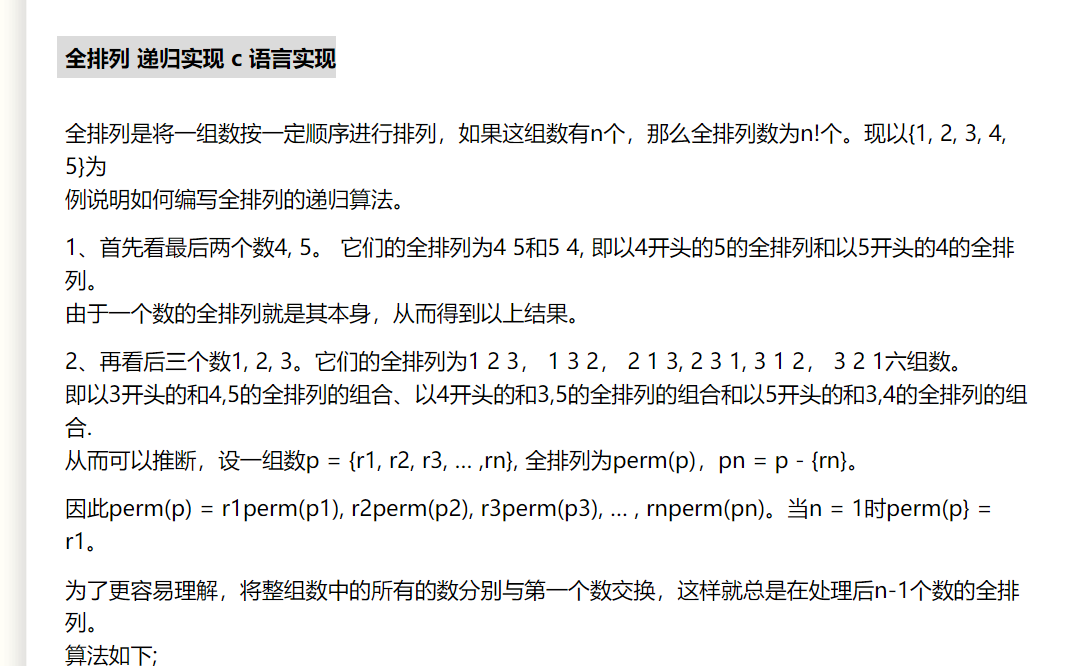 全排列 递归实现 c 语言实现
全排列是将一组数按一定顺序进行排列，如果这组数有n个，那么全排列数为n!个。现以{1, 2, 3, 4,
5}为
例说明如何编写全排列的递归算法。
1、首先看最后两个数4, 5。 它们的全排列为4 5和5 4, 即以4开头的5的全排列和以5开头的4的全排
列。
由于一个数的全排列就是其本身，从而得到以上结果。
2、再看后三个数1, 2, 3。它们的全排列为1 2 3， 1 3 2， 2 1 3, 2 3 1, 3 1 2， 3 2 1六组数。
即以3开头的和4,5的全排列的组合、以4开头的和3,5的全排列的组合和以5开头的和3,4的全排列的组
合.
从而可以推断，设一组数p = {r1, r2, r3, ... ,rn}, 全排列为perm(p)，pn = p - {rn}。
因此perm(p) = r1perm(p1), r2perm(p2), r3perm(p3), ... , rnperm(pn)。当n = 1时perm(p} =
r1。
为了更容易理解，将整组数中的所有的数分别与第一个数交换，这样就总是在处理后n-1个数的全排
列。
算法如下;